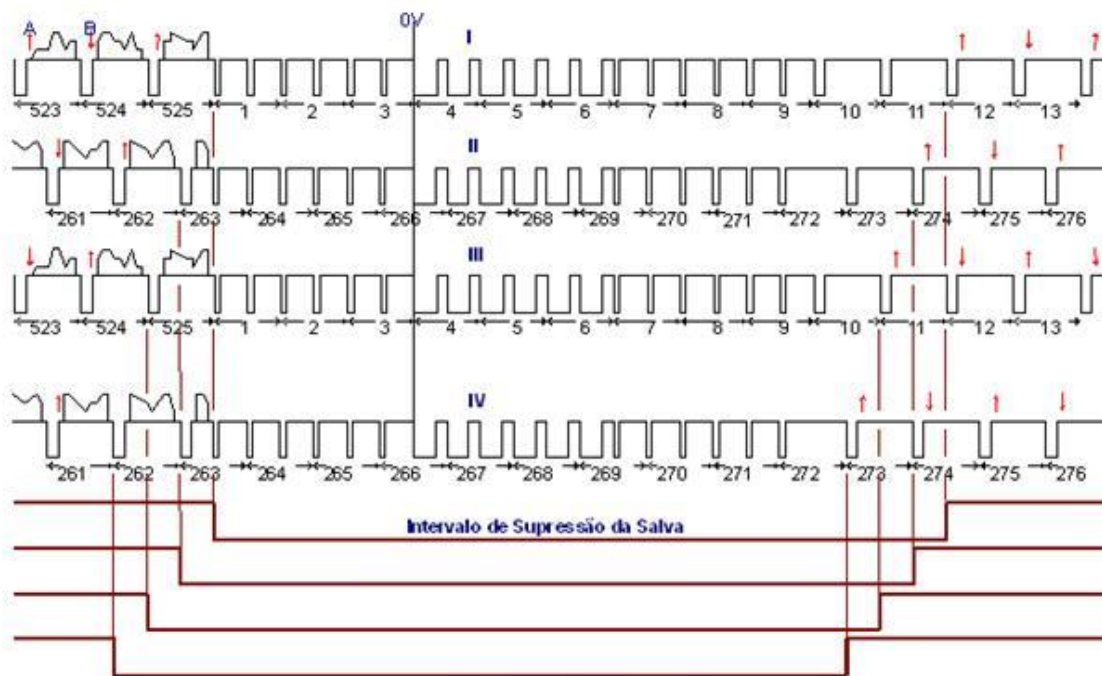 A B 0V I
523 524 525 1 2 3 4 5 6 7 8 9 10 11 12 13
II
261 262 263 264 265 266 267 268 269 270 271 272 273 274 275 276
III
523 524 525 1 2 3 4 5 6 7 8 9 10 11 12 13
IV
261 262 263 264 265 266 267 268 269 270 271 272 273 274 275 276
Intervalo de Supressão da Salva